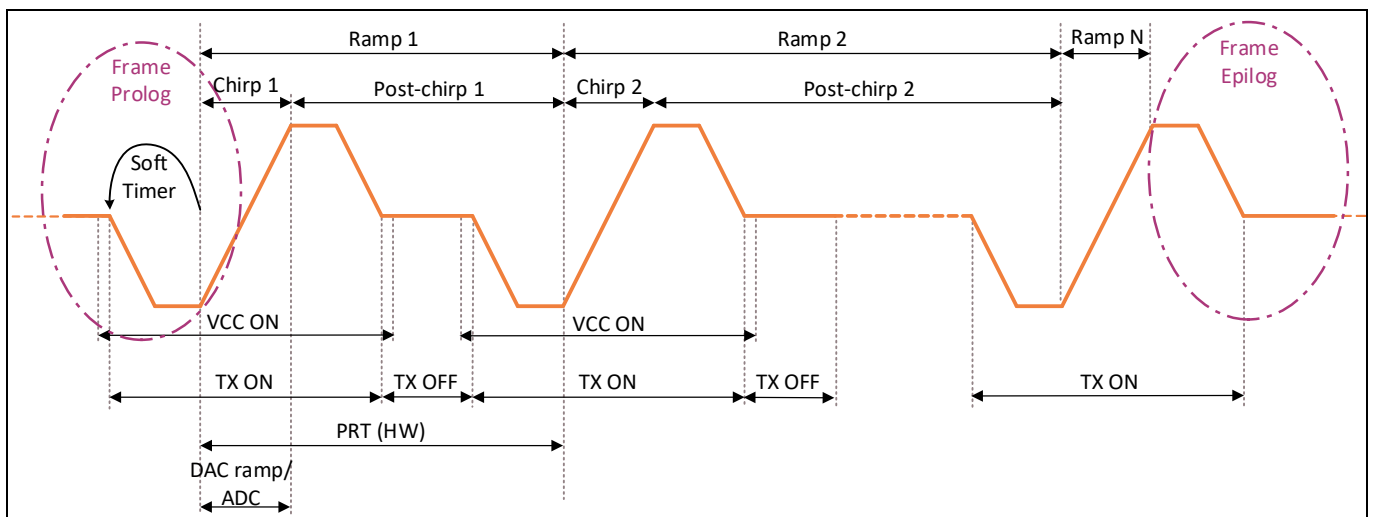 Ramp 1
Ramp 2
Ramp N
Frame
Prolog
Frame
Epilog
Chirp 1
Post-chirp 1
Chirp 2
Post-chirp 2
Soft
Timer
VCC ON
VCC ON
TX ON
TX OFF
TX ON
TX OFF
TX ON
PRT (HW)
DAC ramp/
ADC